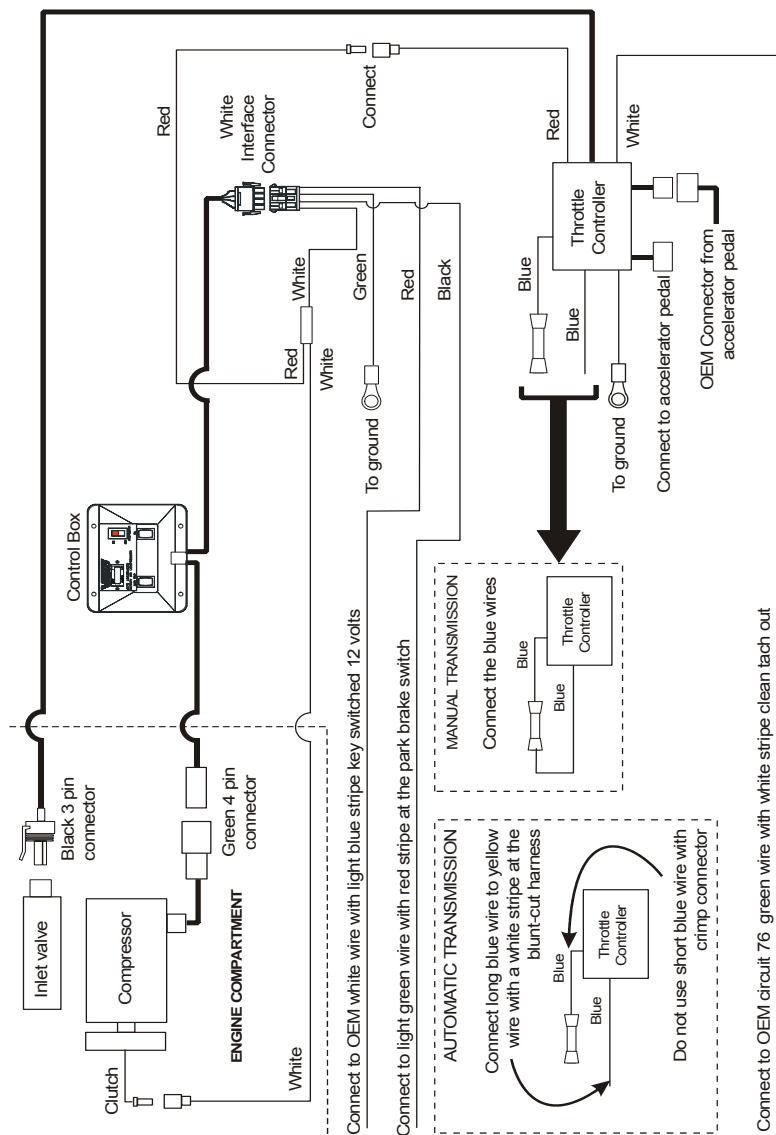 Inlet valve
Black 3 pin
connector
Compressor
Green 4 pin
connector
Clutch
ENGINE COMPARTMENT
White
Control Box
Red
White
Interface
Connector
Connect
Red
White
White
Green
Red
Black
To ground
Connect to OEM white wire with light blue stripe key switched 12 volts
Connect to light green wire with red stripe at the park brake switch
Red
White
Throttle
Controller
Blue
Blue
To ground
Connect to accelerator pedal
OEM Connector from
accelerator pedal
MANUAL TRANSMISSION
Connect the blue wires
Blue
Blue
Throttle
Controller
AUTOMATIC TRANSMISSION
Connect long blue wire to yellow
wire with a white stripe at the
blunt-cut harness
Blue
Blue
Throttle
Controller
Do not use short blue wire with
crimp connector
Connect to OEM circuit 76 green wire with white stripe clean tach out